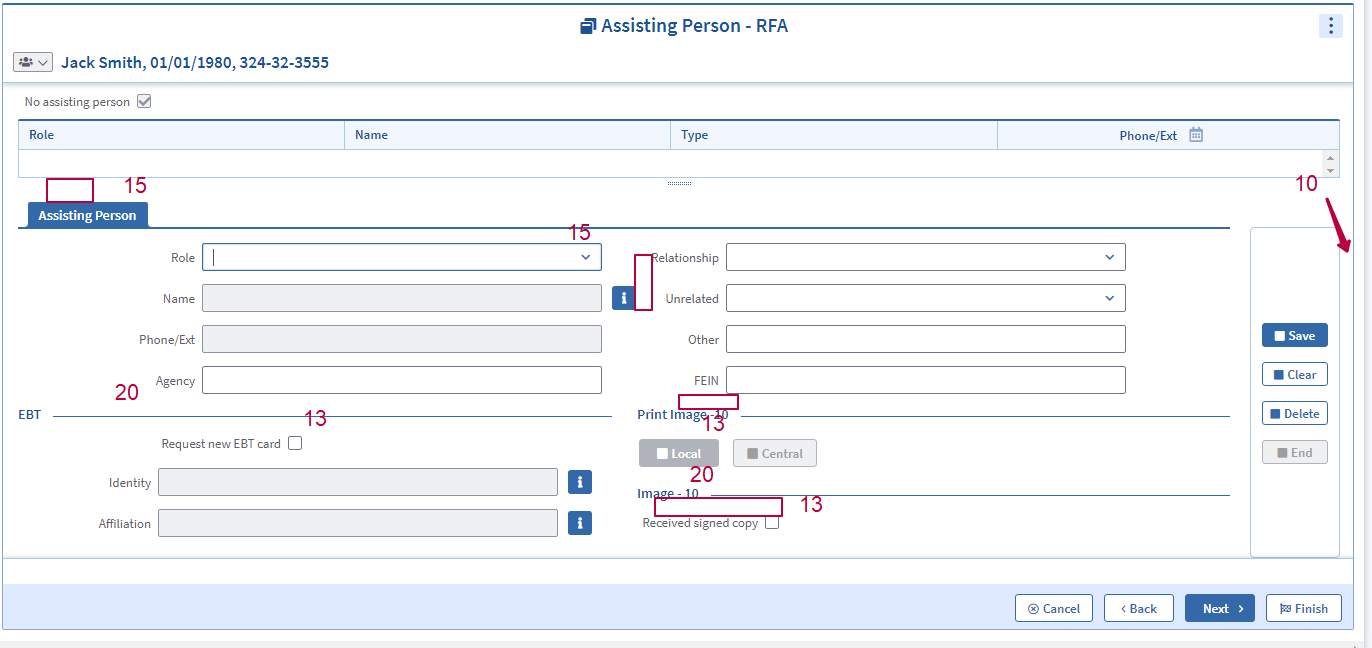 Assisting Person - RFA
Jack Smith, 01/01/1980, 324-32-3555
No assisting person
Role Name Type Phone/Ext
15
10
Assisting Person
15
Role Relationship
Name Unrelated
Phone/Ext Other
Agency FEIN
20
EBT Print Image -10
13
13
Request new EBT card
Local Central
20
Identity
Image - 10
13
Affiliation Received signed copy
Save
Clear
Delete
End
Cancel Back Next Finish